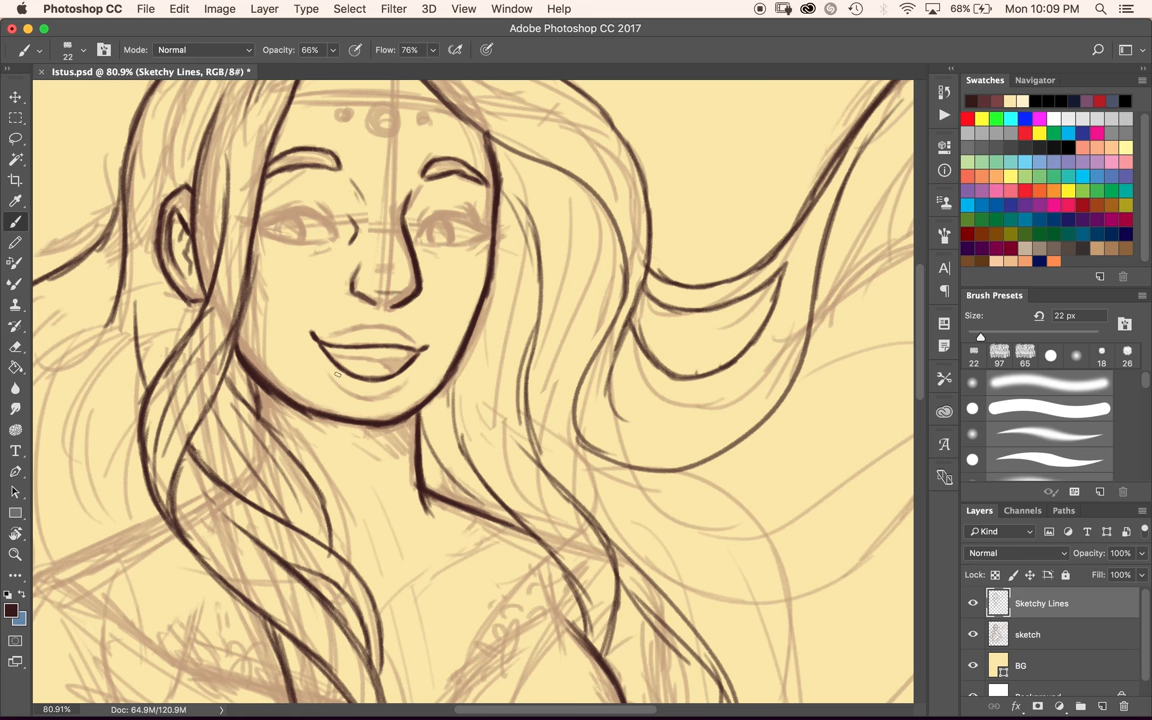 Photoshop CC File Edit Image Layer Type Select Filter 3D View Window Help 68% Mon 10:09 PM
Adobe Photoshop CC 2017
22 Mode: Normal Opacity: 66% Flow: 76%
× Istus.psd @ 80.9% (Sketchy Lines, RGB/8#) *
Swatches Navigator
Brush Presets
Size: 22 px
22 97 65 18 26
Layers Channels Paths
Kind
Normal Opacity: 100%
Lock: Fill: 100%
Sketchy Lines
sketch
BG
80.91% Doc: 64.9M/120.9M